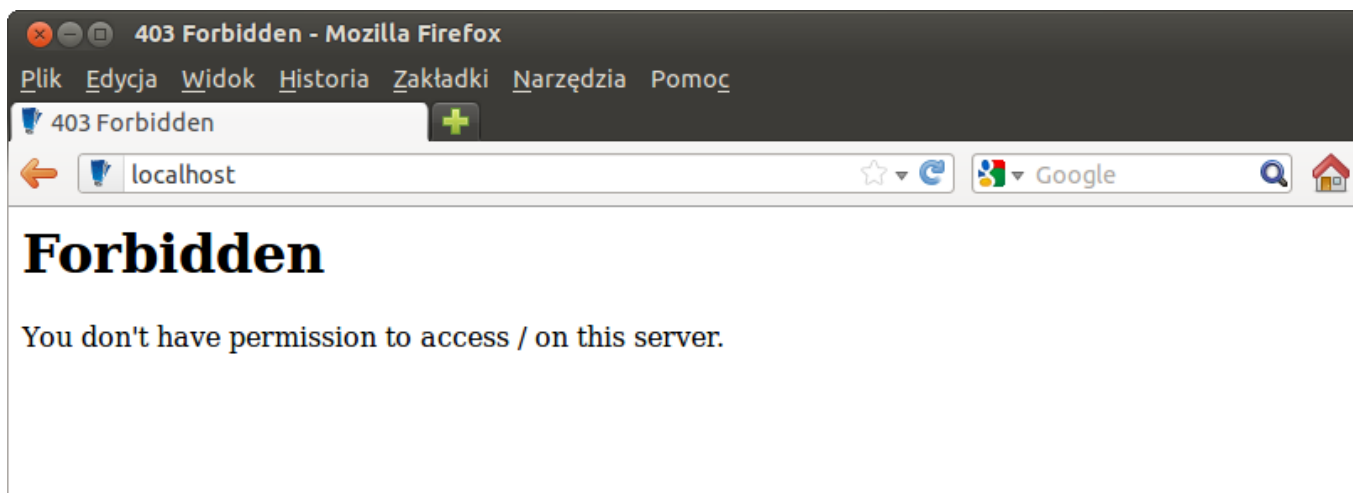 403 Forbidden - Mozilla Firefox
Plik Edycja Widok Historia Zakładki Narzędzia Pomoc
403 Forbidden
localhost Google
Forbidden
You don't have permission to access / on this server.